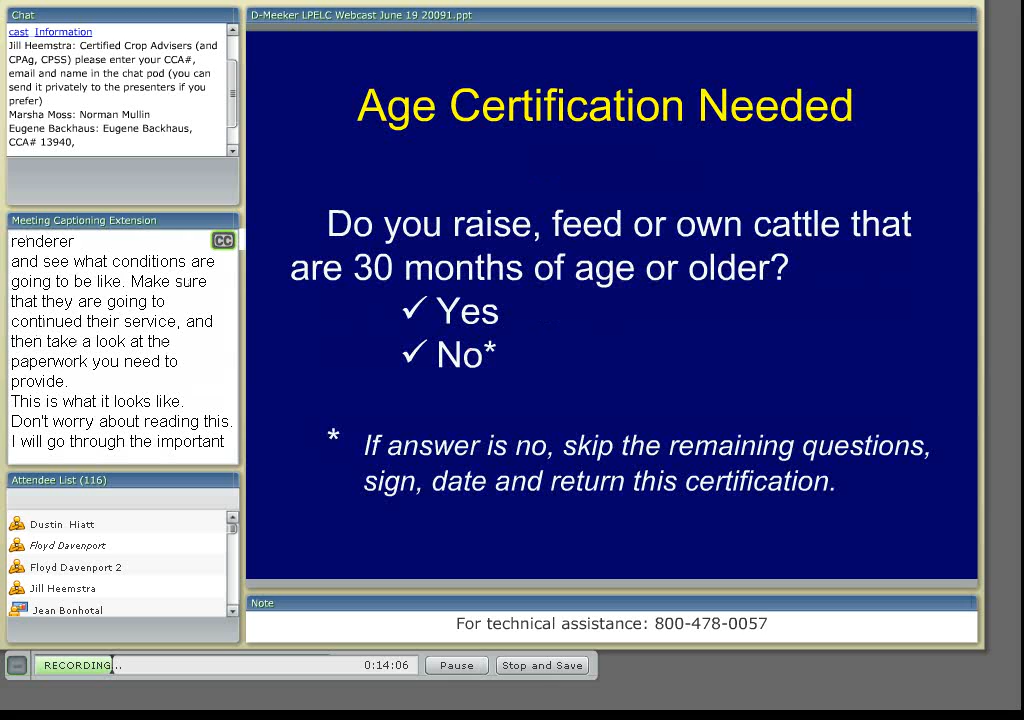 Chat
cast  Information
Jill Heemstra: Certified Crop Advisers (and
CPAg, CPSS) please enter your CCA#,
email and name in the chat pod (you can
send it privately to the presenters if you
prefer)
Marsha Moss: Norman Mullin
Eugene Backhaus: Eugene Backhaus,
CCA# 13940,
Meeting Captioning Extension
renderer
CC
and see what conditions are
going to be like. Make sure
that they are going to
continued their service, and
then take a look at the
paperwork you need to
provide.
This is what it looks like.
Don't worry about reading this.
I will go through the important
Attendee List (116)
Dustin  Hiatt
Floyd Davenport
Floyd Davenport 2
Jill Heemstra
Jean Bonhotal
D-Meeker LPELC Webcast June 19 20091.ppt
Age Certification Needed
Do you raise, feed or own cattle that
are 30 months of age or older?
✓ Yes
✓ No*
* If answer is no, skip the remaining questions,
sign, date and return this certification.
Note
For technical assistance: 800-478-0057
RECORDING..
0:14:06
Pause
Stop and Save